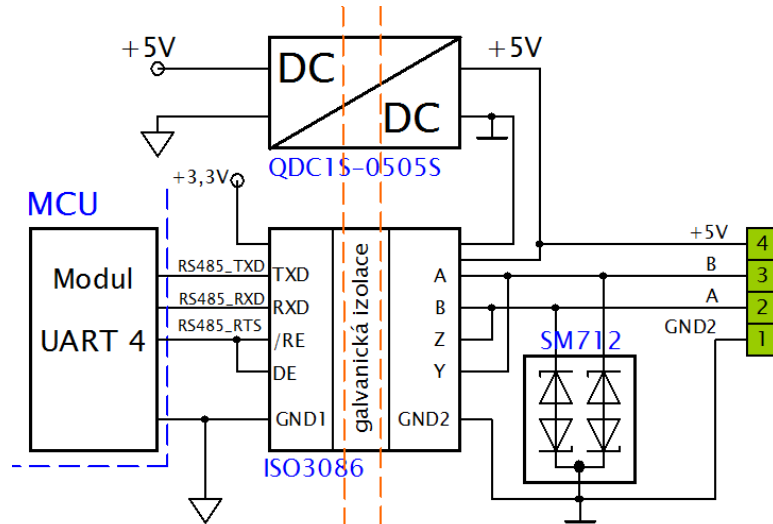 +5V
DC
DC
+5V
QDC1S-0505S
+3,3V
MCU
Modul
UART 4
RS485_TXD
RS485_RXD
RS485_RTS
TXD
RXD
/RE
DE
GND1
galvanická izolace
A
B
Z
Y
GND2
ISO3086
SM712
+5V
B
A
GND2
4
3
2
1